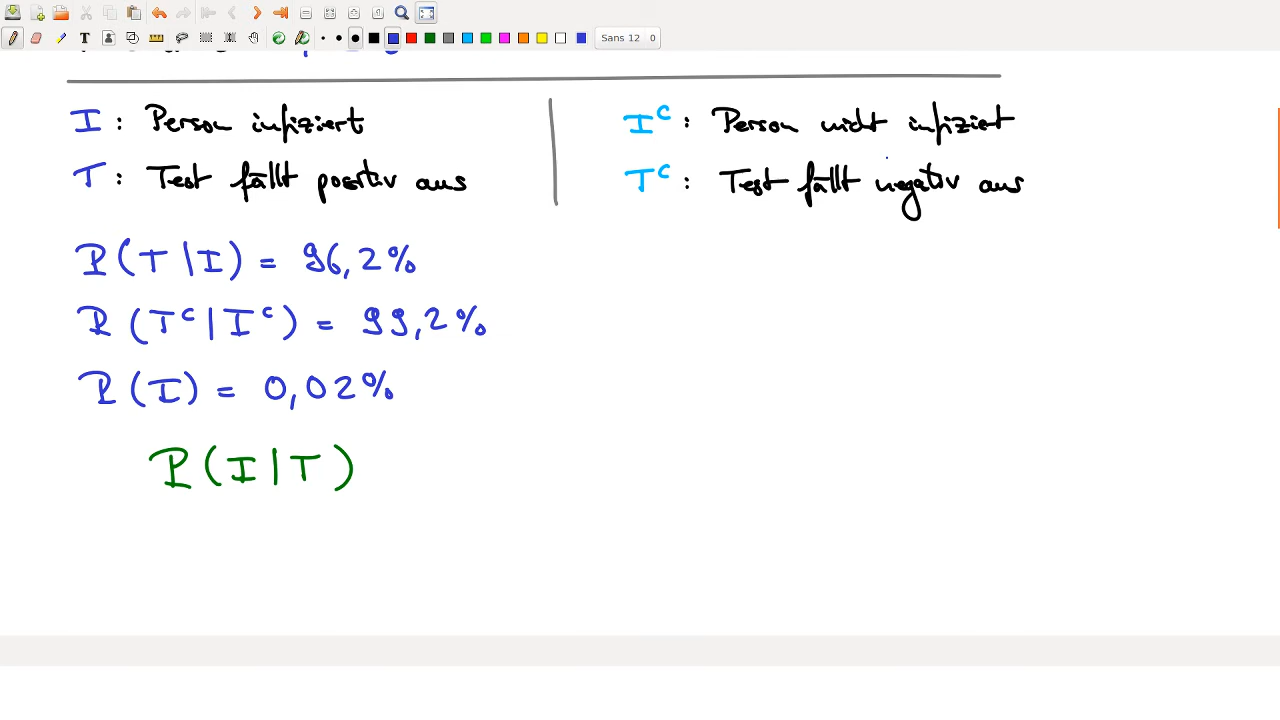 Sans 12
I : Person infiziert
T : Test fällt positiv aus
I^C : Person nicht infiziert
T^C : Test fällt negativ aus
P(T|I) = 96,2%
P(T^C|I^C) = 99,2%
P(I) = 0,02%
P(I|T)